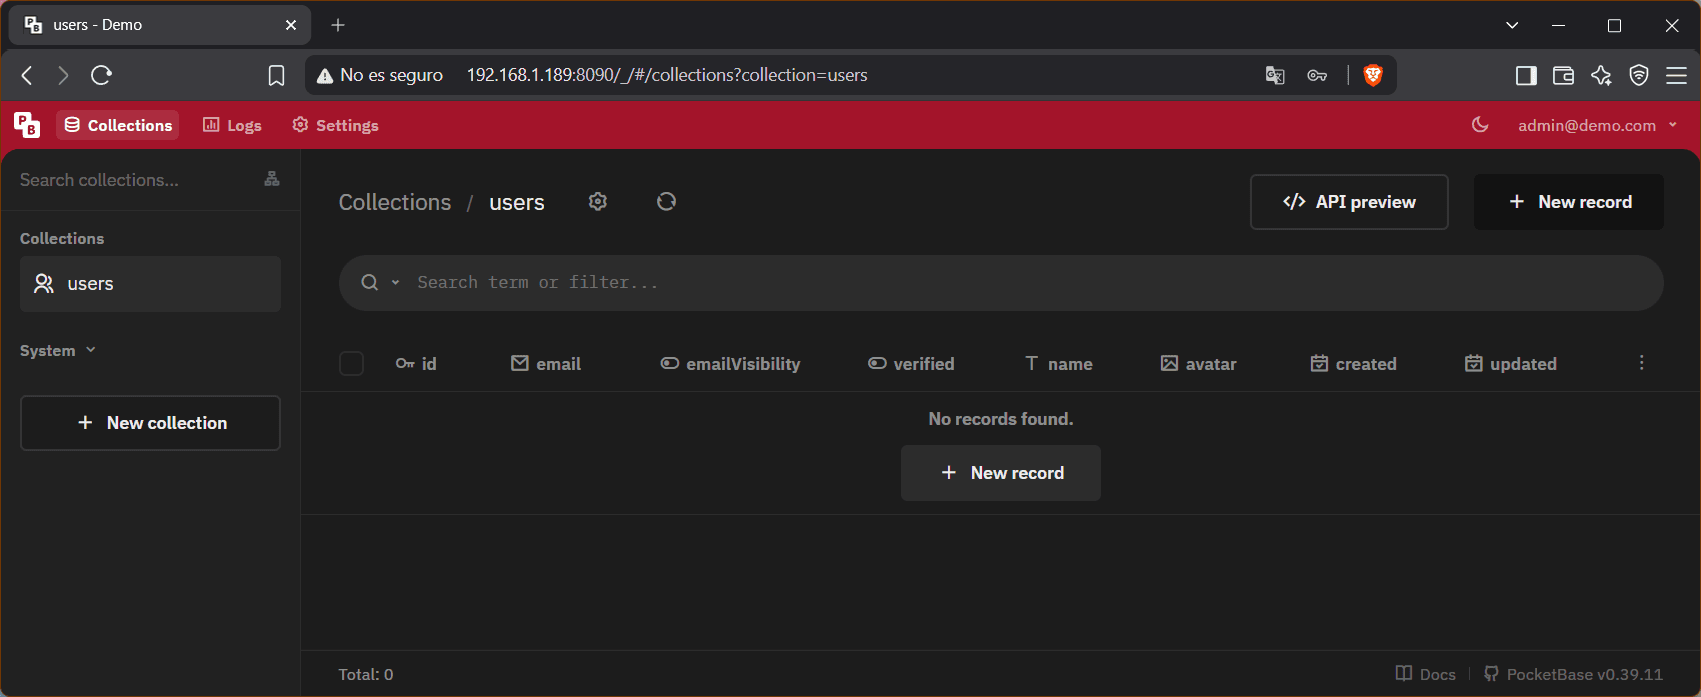 users - Demo
No es seguro 192.168.1.189:8090/_/#/collections?collection=users
PB Collections Logs Settings admin@demo.com
Search collections...
Collections / users API preview New record
Collections
users
Search term or filter...
System
New collection
id email emailVisibility verified name avatar created updated
No records found.
New record
Total: 0 Docs PocketBase v0.39.11